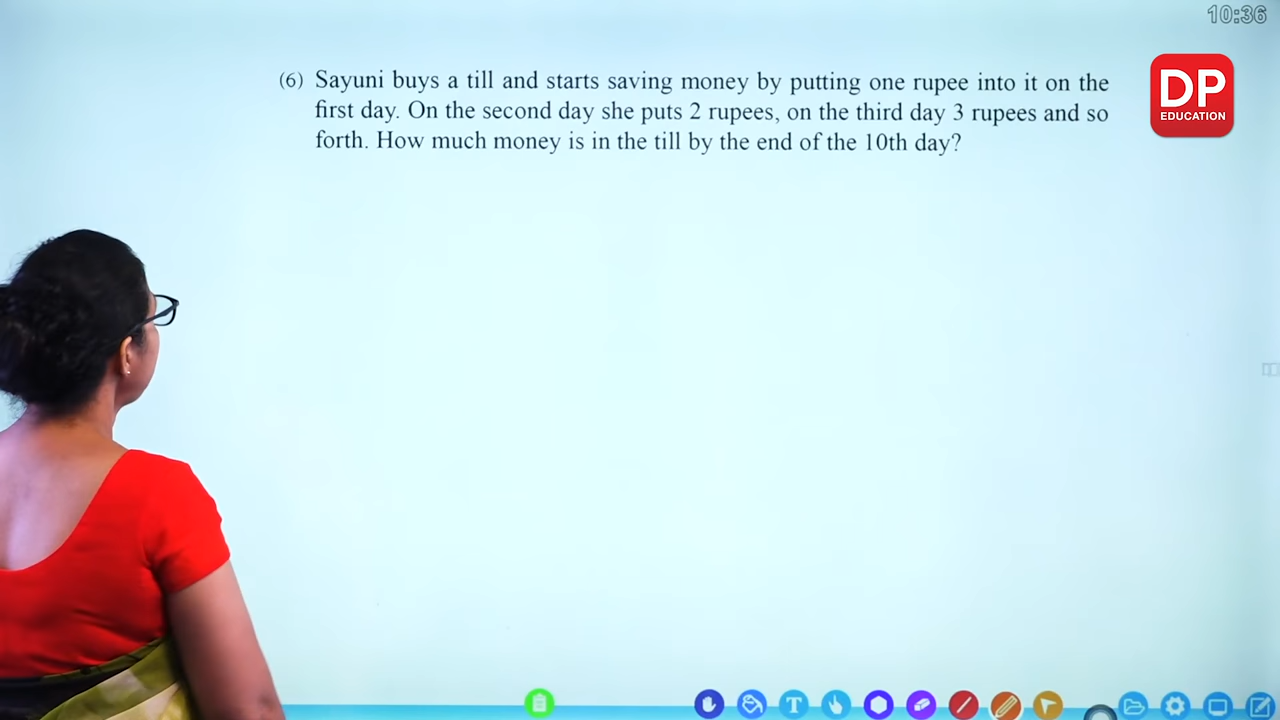 10:36
(6) Sayuni buys a till and starts saving money by putting one rupee into it on the
first day. On the second day she puts 2 rupees, on the third day 3 rupees and so
forth. How much money is in the till by the end of the 10th day?
DP
EDUCATION
T